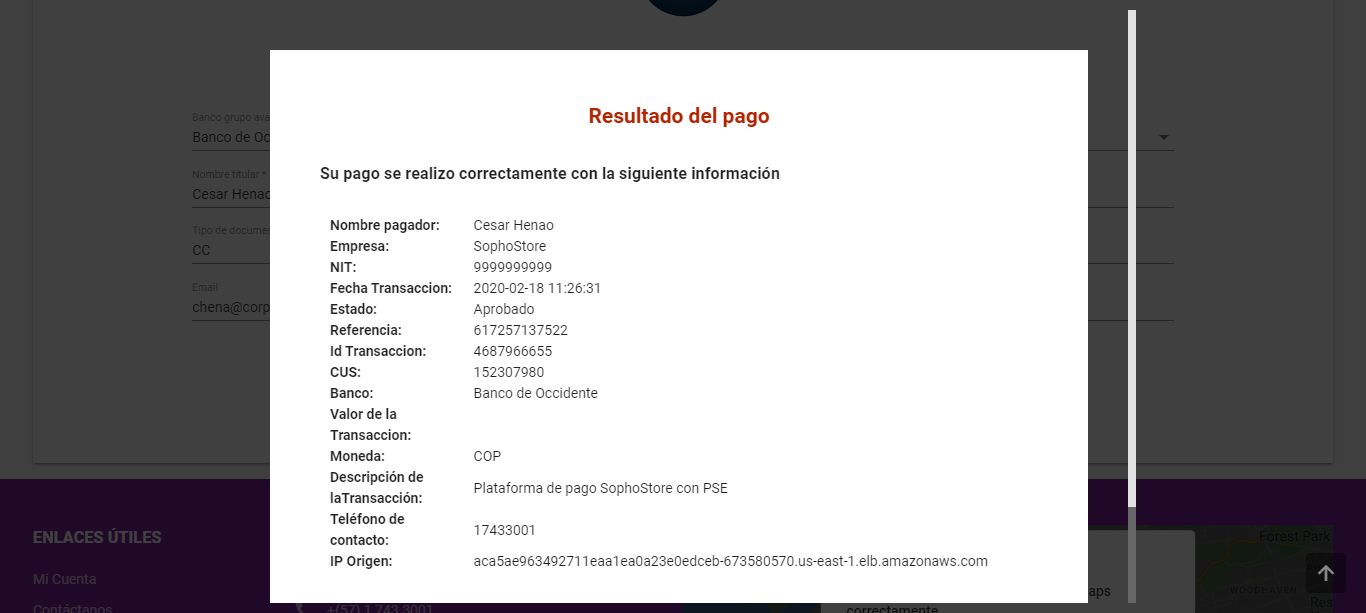 Resultado del pago
Su pago se realizo correctamente con la siguiente información
Nombre pagador: Cesar Henao
Empresa: SophoStore
NIT: 9999999999
Fecha Transaccion: 2020-02-18 11:26:31
Estado: Aprobado
Referencia: 617257137522
Id Transaccion: 4687966655
CUS: 152307980
Banco: Banco de Occidente
Valor de la
Transaccion:
Moneda: COP
Descripción de
laTransacción: Plataforma de pago SophoStore con PSE
Teléfono de
contacto: 17433001
IP Origen: aca5ae963492711eaa1ea0a23e0edceb-673580570.us-east-1.elb.amazonaws.com
Banco grupo ava
Banco de Oc
Nombre titular *
Cesar Henao
Tipo de documen
CC
Email
chena@corp
ENLACES ÚTILES
Mi Cuenta
Contáctanos
+(57) 1 743 3001
correctamente
aps
Forest Park
WOODHAVEN
Res